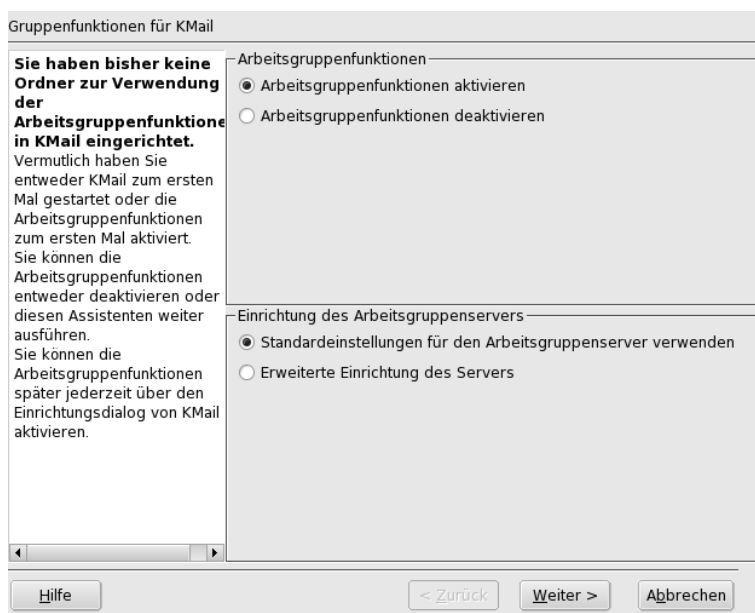 Gruppenfunktionen für KMail
Sie haben bisher keine
Ordner zur Verwendung
der
Arbeitsgruppenfunktione
in KMail eingerichtet.
Vermutlich haben Sie
entweder KMail zum ersten
Mal gestartet oder die
Arbeitsgruppenfunktionen
zum ersten Mal aktiviert.
Sie können die
Arbeitsgruppenfunktionen
entweder deaktivieren oder
diesen Assistenten weiter
ausführen.
Sie können die
Arbeitsgruppenfunktionen
später jederzeit über den
Einrichtungsdialog von KMail
aktivieren.
Arbeitsgruppenfunktionen
Arbeitsgruppenfunktionen aktivieren
Arbeitsgruppenfunktionen deaktivieren
Einrichtung des Arbeitsgruppenservers
Standardeinstellungen für den Arbeitsgruppenserver verwenden
Erweiterte Einrichtung des Servers
Hilfe
< Zurück
Weiter >
Abbrechen